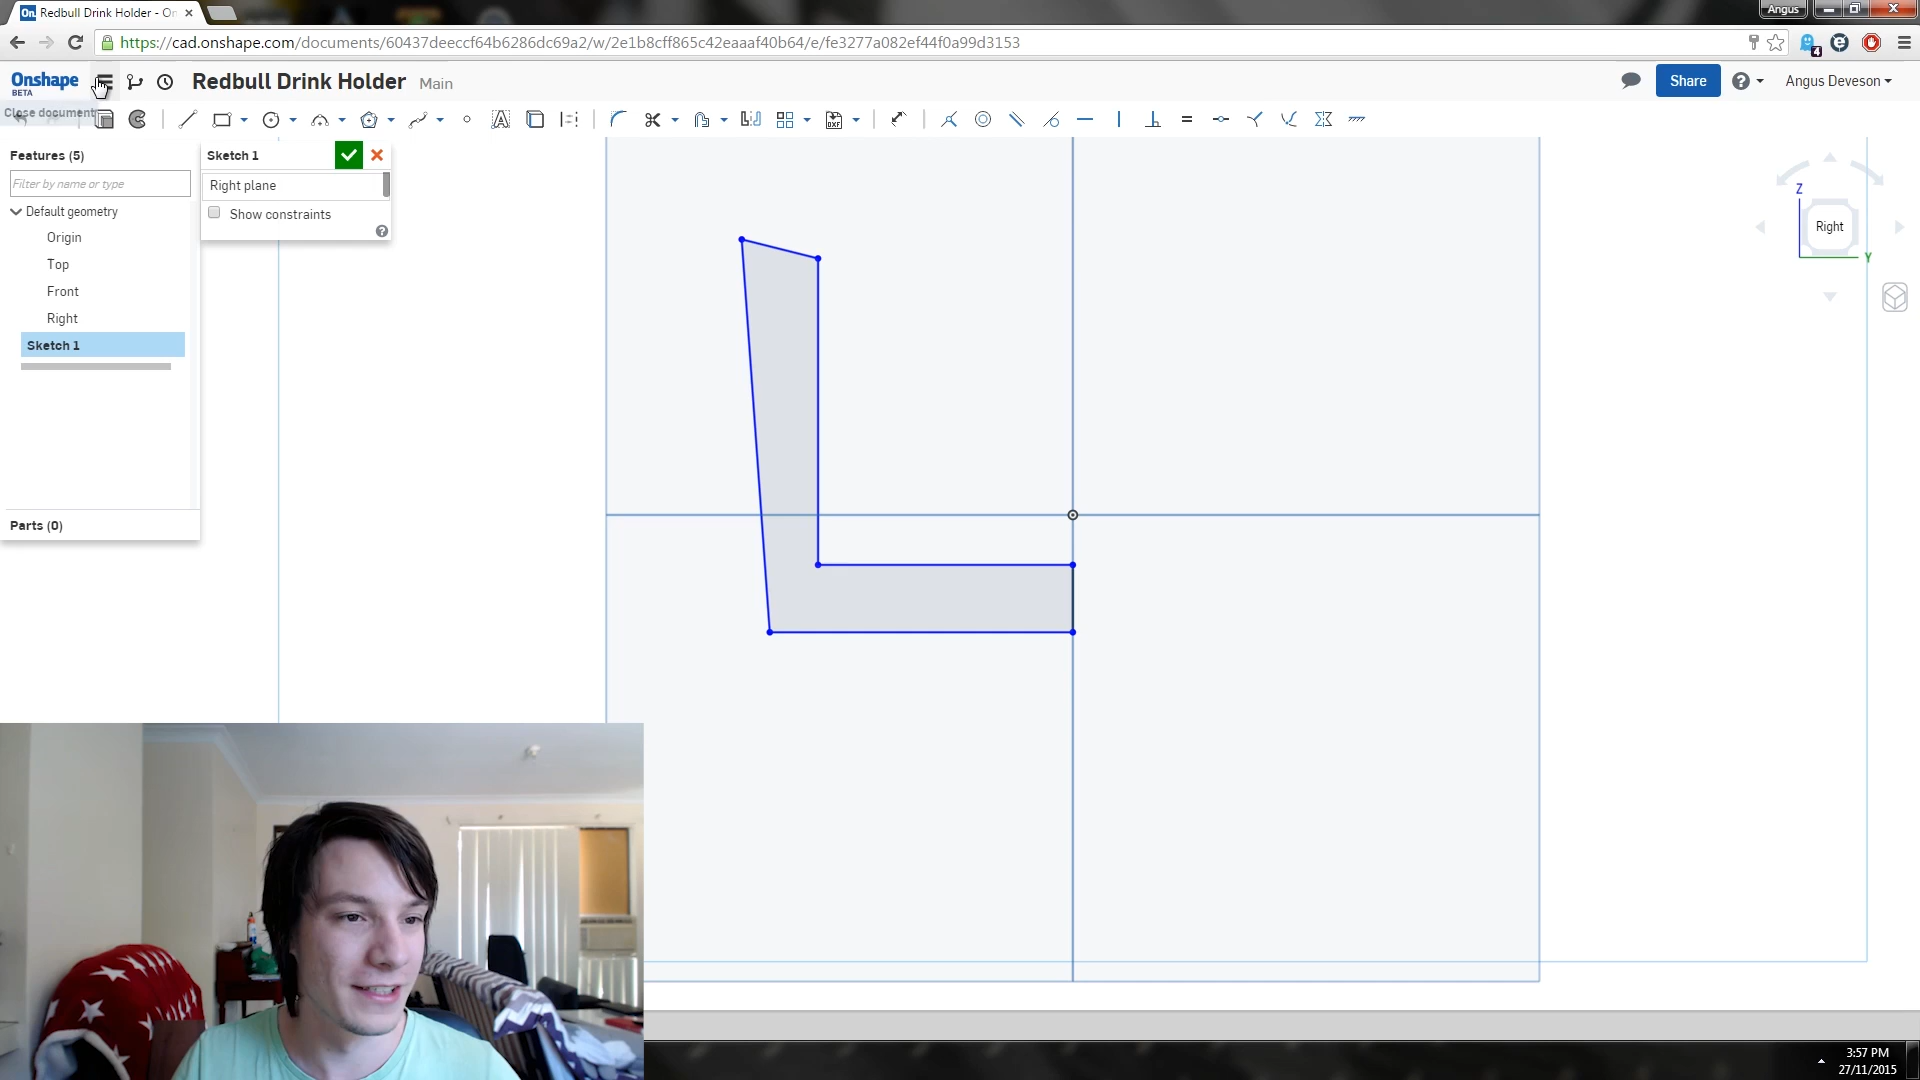 Redbull Drink Holder - On
Angus
https://cad.onshape.com/documents/60437deeccf64b6286dc69a2/w/2e1b8cff865c42eaaaf40b64/e/fe3277a082ef44f0a99d3153
4
Onshape
BETA
Redbull Drink Holder Main
Share
Angus Deveson
Close document
DXF
Features (5)
Filter by name or type
Default geometry
Origin
Top
Front
Right
Sketch 1
Parts (0)
Sketch 1
Right plane
Show constraints
Z
Right
Y
3:57 PM
27/11/2015